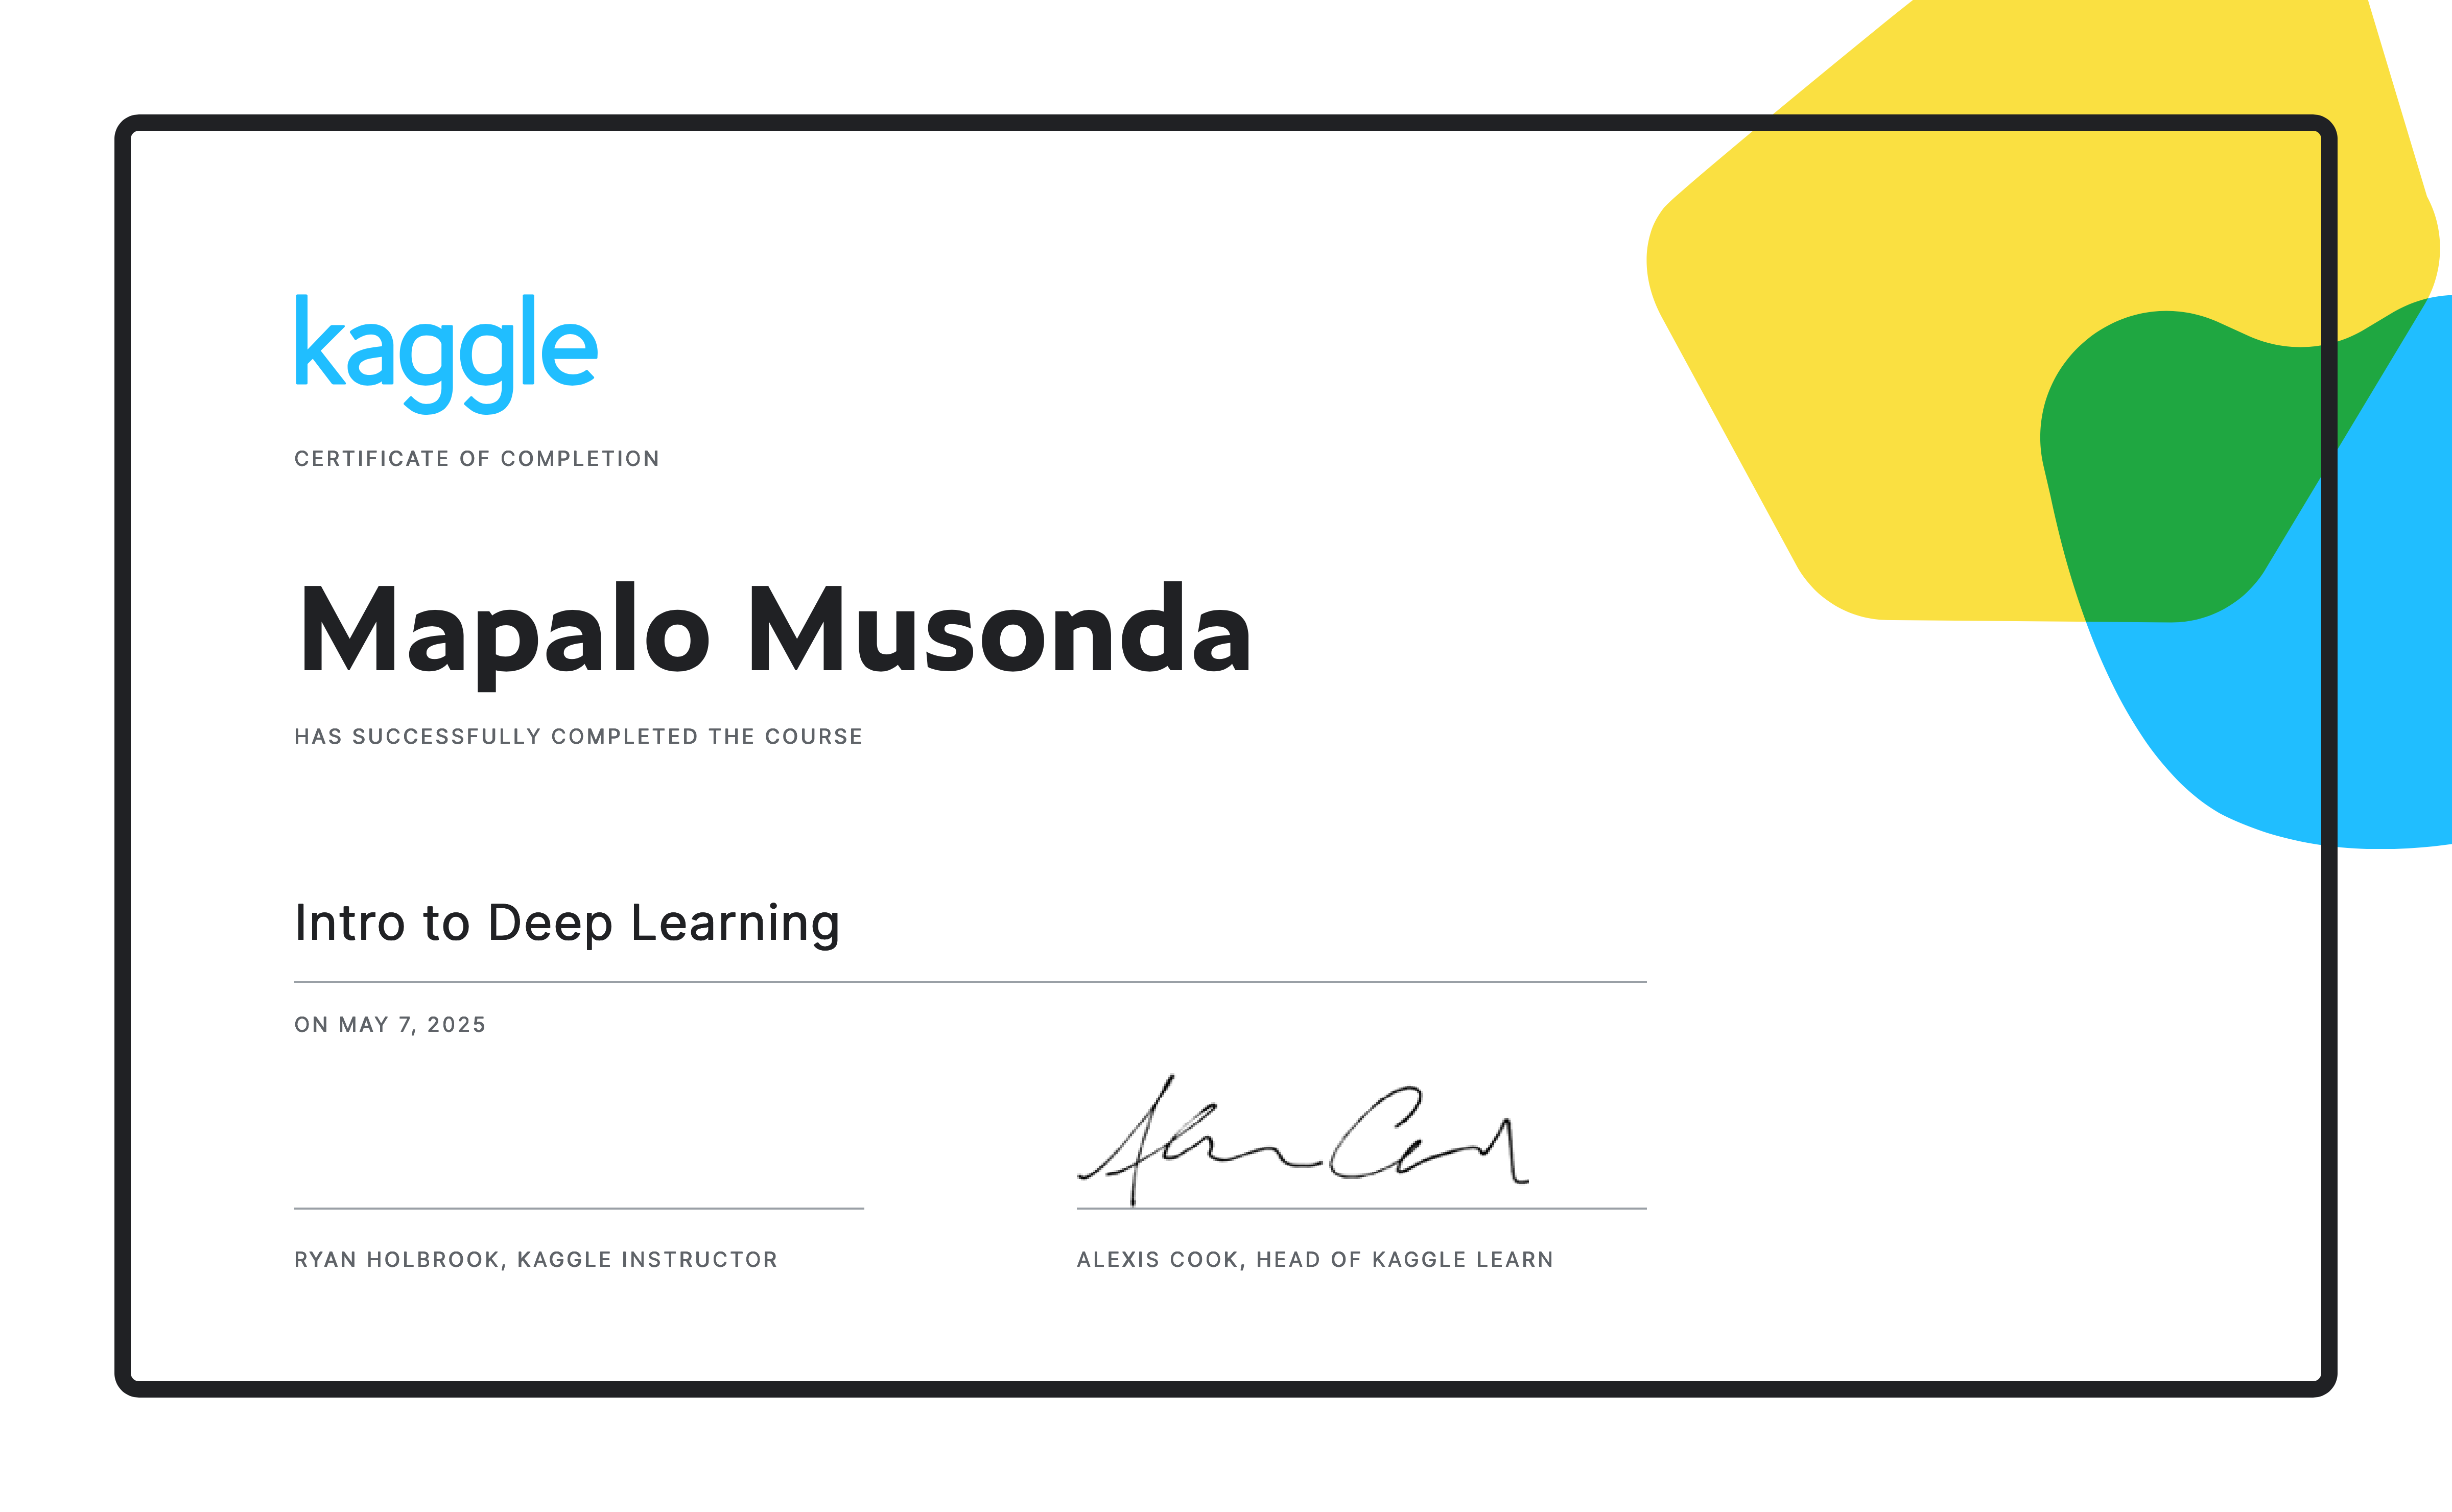 kaggle
CERTIFICATE OF COMPLETION
Mapalo Musonda
HAS SUCCESSFULLY COMPLETED THE COURSE
Intro to Deep Learning
ON MAY 7, 2025
RYAN HOLBROOK, KAGGLE INSTRUCTOR
ALEXIS COOK, HEAD OF KAGGLE LEARN